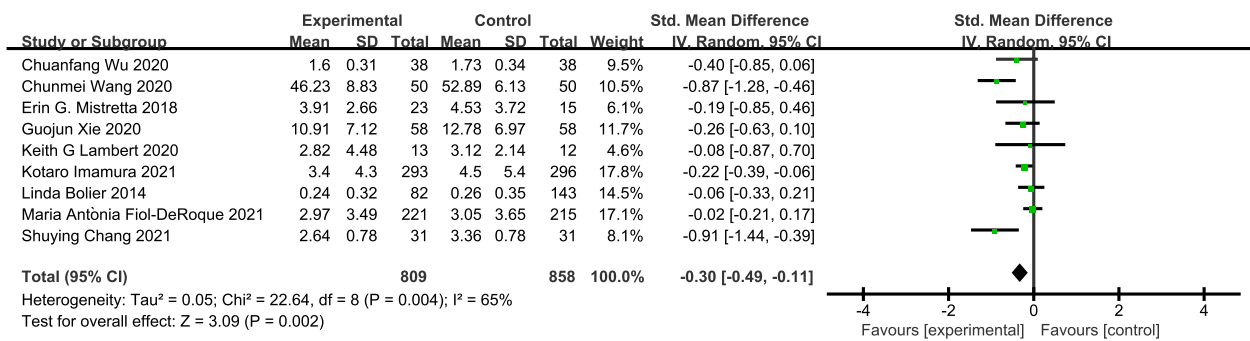 Experimental Control Std. Mean Difference Std. Mean Difference
Study or Subgroup Mean SD Total Mean SD Total Weight IV. Random. 95% CI IV. Random. 95% CI
Chuanfang Wu 2020 1.6 0.31 38 1.73 0.34 38 9.5% -0.40 [-0.85, 0.06]
Chunmei Wang 2020 46.23 8.83 50 52.89 6.13 50 10.5% -0.87 [-1.28, -0.46]
Erin G. Mistretta 2018 3.91 2.66 23 4.53 3.72 15 6.1% -0.19 [-0.85, 0.46]
Guojun Xie 2020 10.91 7.12 58 12.78 6.97 58 11.7% -0.26 [-0.63, 0.10]
Keith G Lambert 2020 2.82 4.48 13 3.12 2.14 12 4.6% -0.08 [-0.87, 0.70]
Kotaro Imamura 2021 3.4 4.3 293 4.5 5.4 296 17.8% -0.22 [-0.39, -0.06]
Linda Bolier 2014 0.24 0.32 82 0.26 0.35 143 14.5% -0.06 [-0.33, 0.21]
Maria Antònia Fiol-DeRoque 2021 2.97 3.49 221 3.05 3.65 215 17.1% -0.02 [-0.21, 0.17]
Shuying Chang 2021 2.64 0.78 31 3.36 0.78 31 8.1% -0.91 [-1.44, -0.39]
Total (95% CI) 809 858 100.0% -0.30 [-0.49, -0.11]
Heterogeneity: Tau² = 0.05; Chi² = 22.64, df = 8 (P = 0.004); I² = 65%
Test for overall effect: Z = 3.09 (P = 0.002)
-4 -2 0 2 4
Favours [experimental] Favours [control]